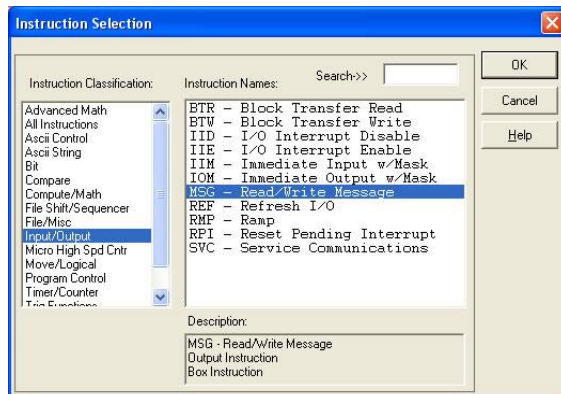 Instruction Selection
Instruction Classification:
Advanced Math
All Instructions
Ascii Control
Ascii String
Bit
Compare
Compute/Math
File Shift/Sequencer
File/Misc
Input/Output
Micro High Spd Cntr
Move/Logical
Program Control
Timer/Counter
Trig Functions
Instruction Names:
Search->>
BTR - Block Transfer Read
BTW - Block Transfer Write
IID - I/O Interrupt Disable
IIE - I/O Interrupt Enable
IIM - Immediate Input w/Mask
IOM - Immediate Output w/Mask
MSG - Read/Write Message
REF - Refresh I/O
RMP - Ramp
RPI - Reset Pending Interrupt
SVC - Service Communications
Description:
MSG - Read/Write Message
Output Instruction
Box Instruction
OK
Cancel
Help